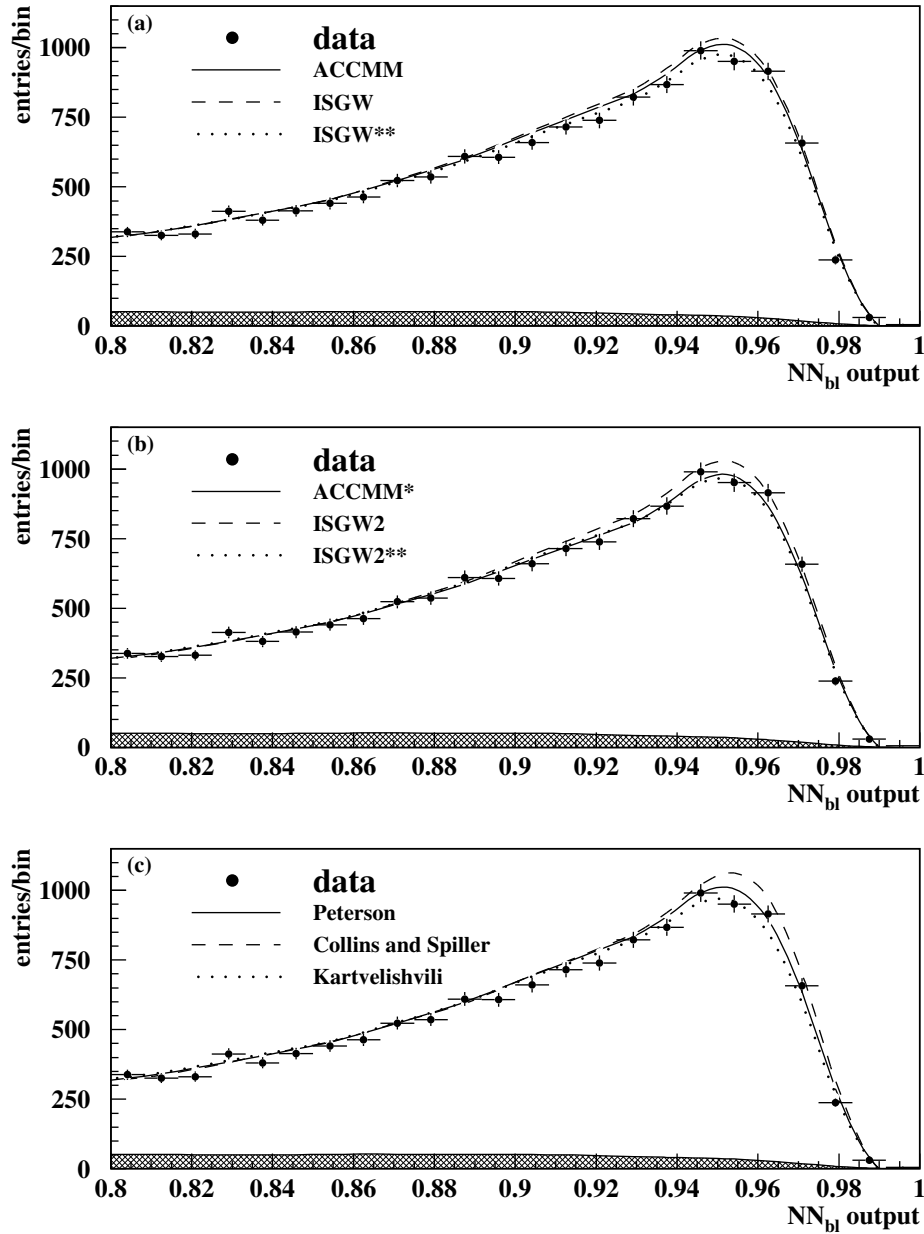 (a)
data
ACCMM
ISGW
ISGW**
entries/bin
1000
750
500
250
0
0.8 0.82 0.84 0.86 0.88 0.9 0.92 0.94 0.96 0.98 1
NN_bl output
(b)
data
ACCMM*
ISGW2
ISGW2**
entries/bin
1000
750
500
250
0
0.8 0.82 0.84 0.86 0.88 0.9 0.92 0.94 0.96 0.98 1
NN_bl output
(c)
data
Peterson
Collins and Spiller
Kartvelishvili
entries/bin
1000
750
500
250
0
0.8 0.82 0.84 0.86 0.88 0.9 0.92 0.94 0.96 0.98 1
NN_bl output